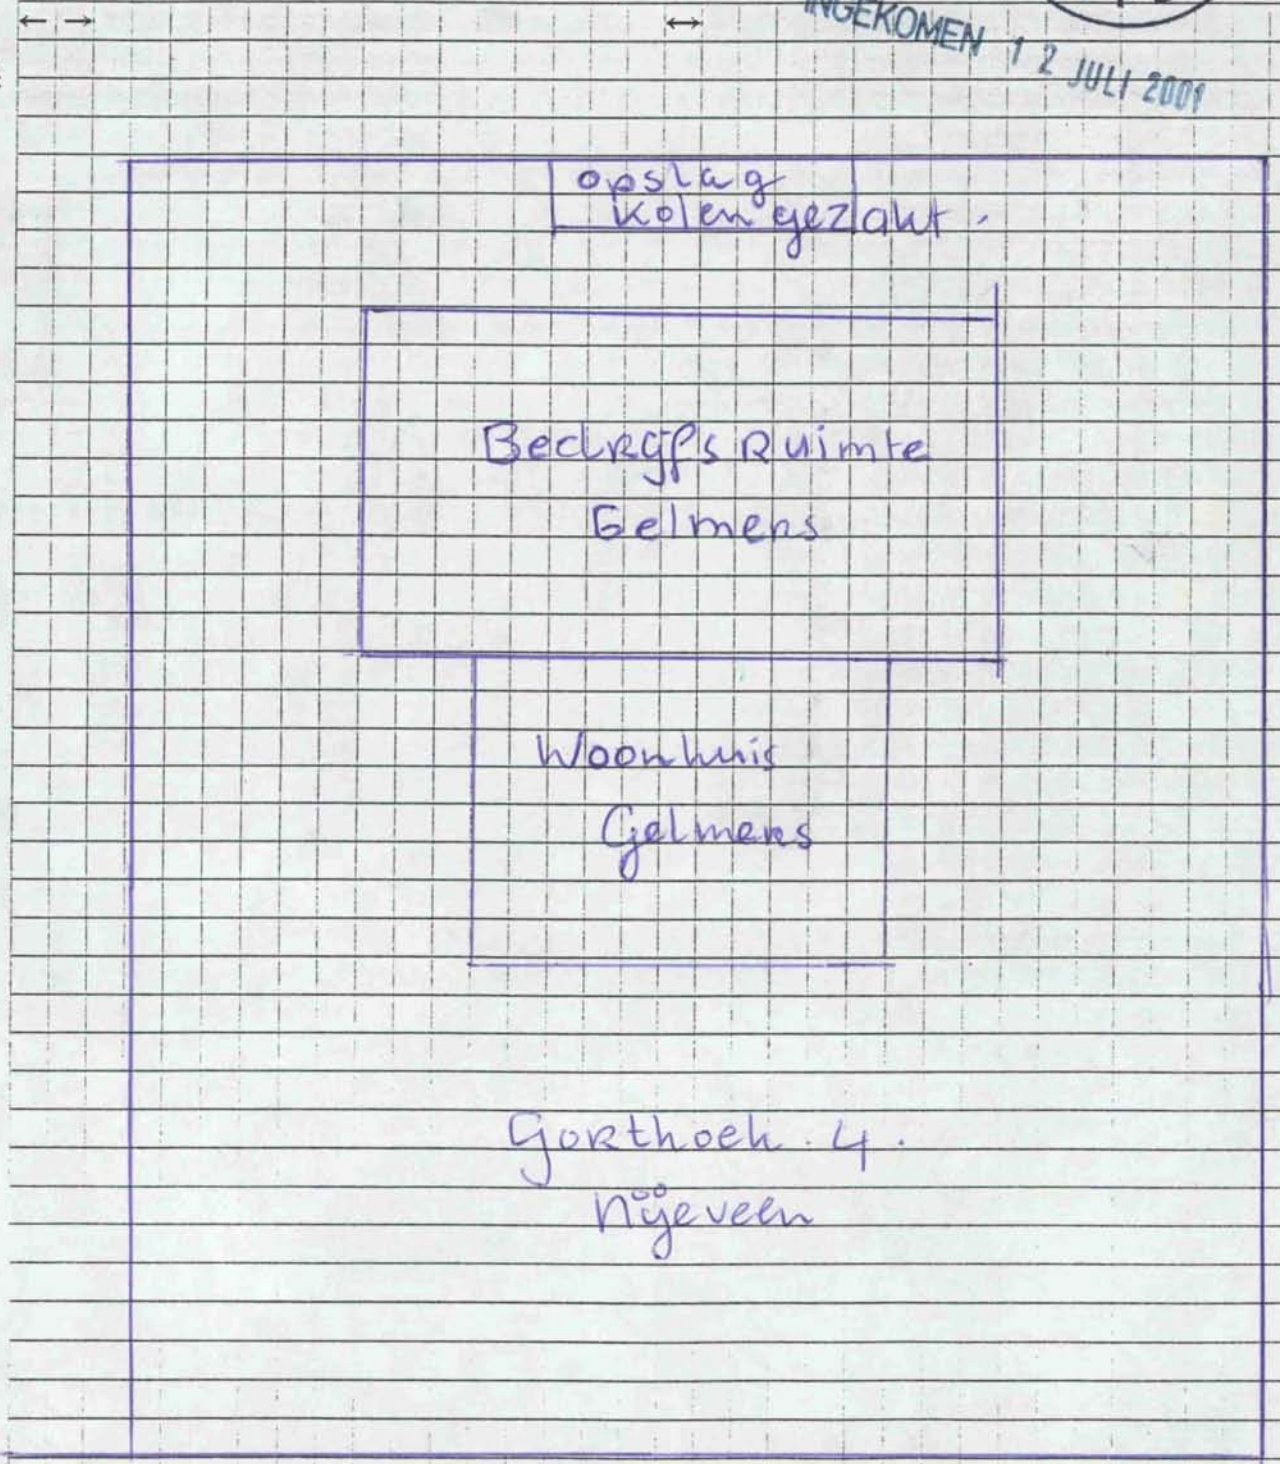 INGEKOMEN 12 JULI 2001
opslag
kolen gezakt.
Bedrijfs Ruimte
Gelmers
Woonhuis
Gelmers
Gorthoek 4.
Nijeveen